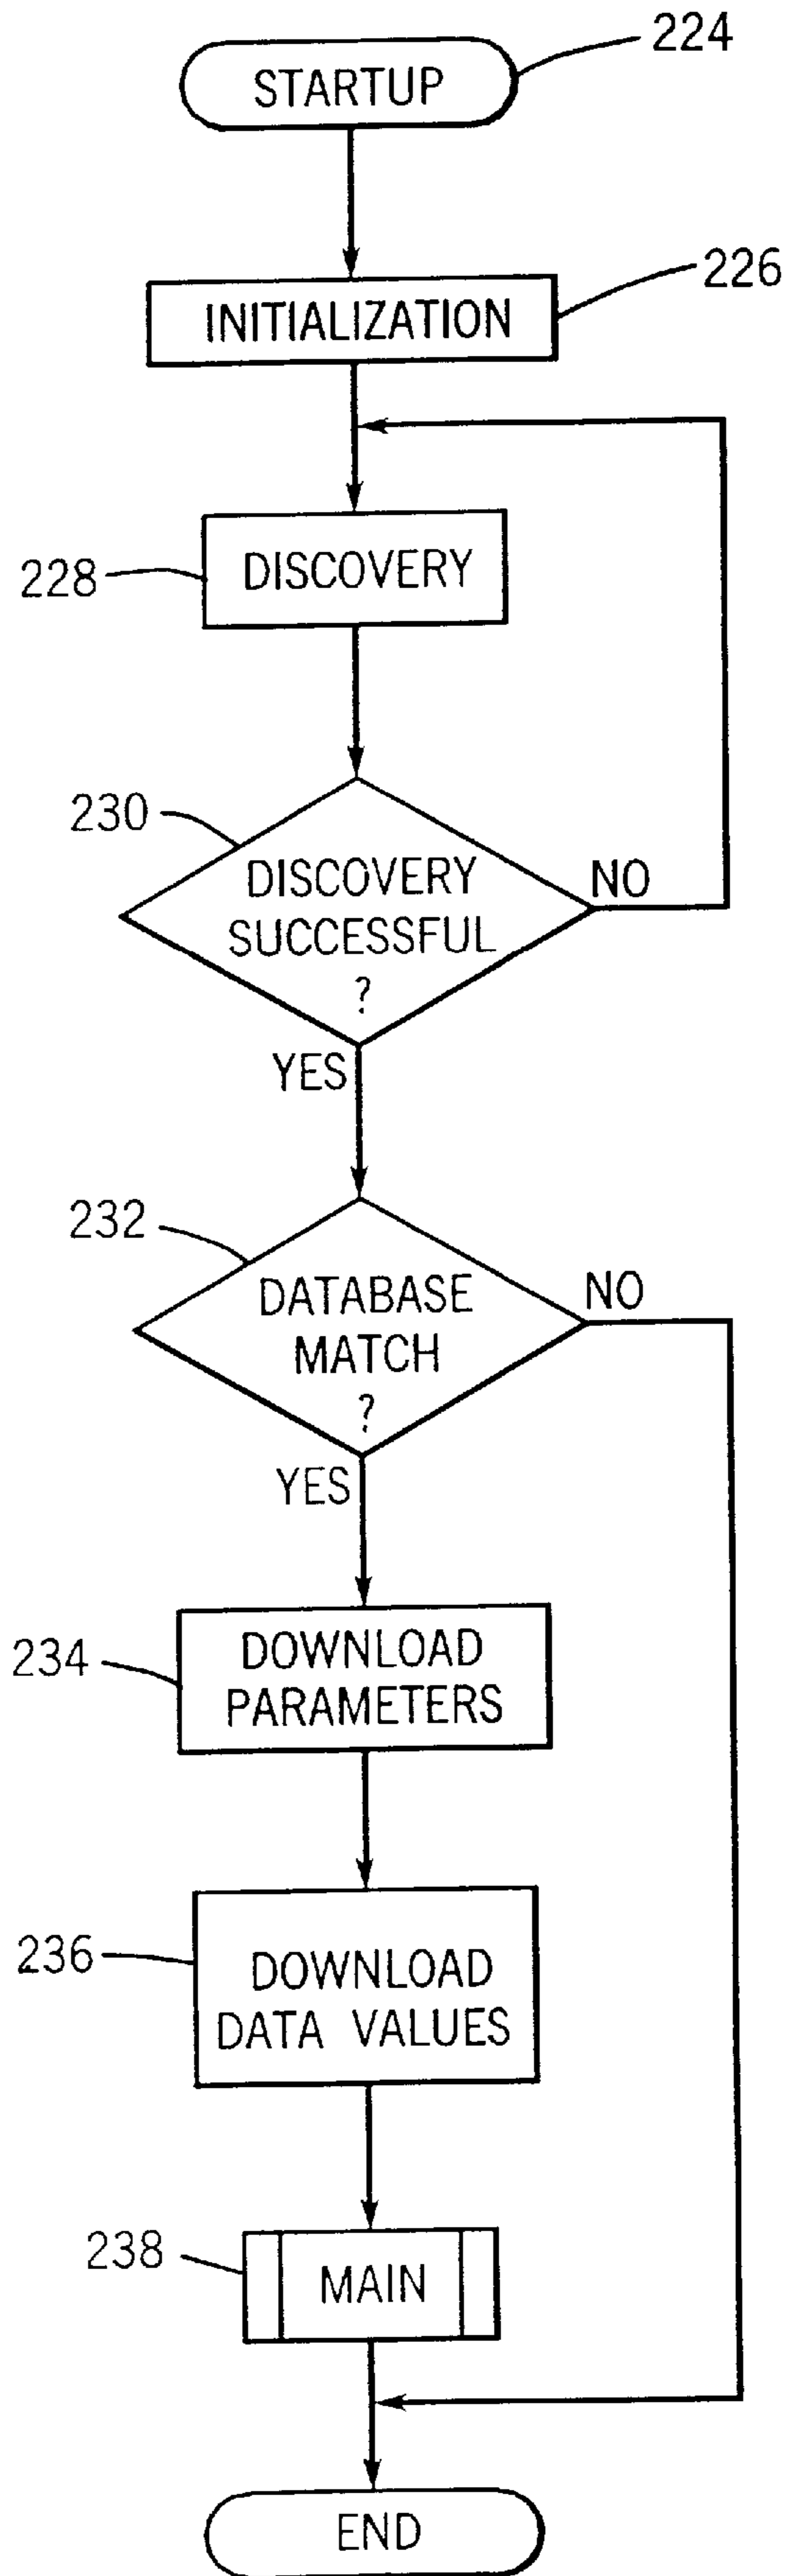 STARTUP
224
INITIALIZATION
226
DISCOVERY
228
230
DISCOVERY
SUCCESSFUL
?
NO
YES
232
DATABASE
MATCH
?
NO
YES
234
DOWNLOAD
PARAMETERS
236
DOWNLOAD
DATA VALUES
238
MAIN
END